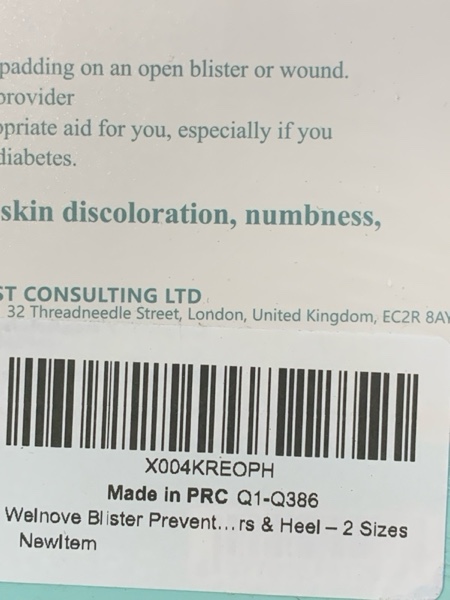 padding on an open blister or wound.
provider
opriate aid for you, especially if you
diabetes.
skin discoloration, numbness,
ST CONSULTING LTD
32 Threadneedle Street, London, United Kingdom, EC2R 8AY
X004KREOPH
Made in PRC Q1-Q386
Welnove Blister Prevent...rs & Heel – 2 Sizes
NewItem